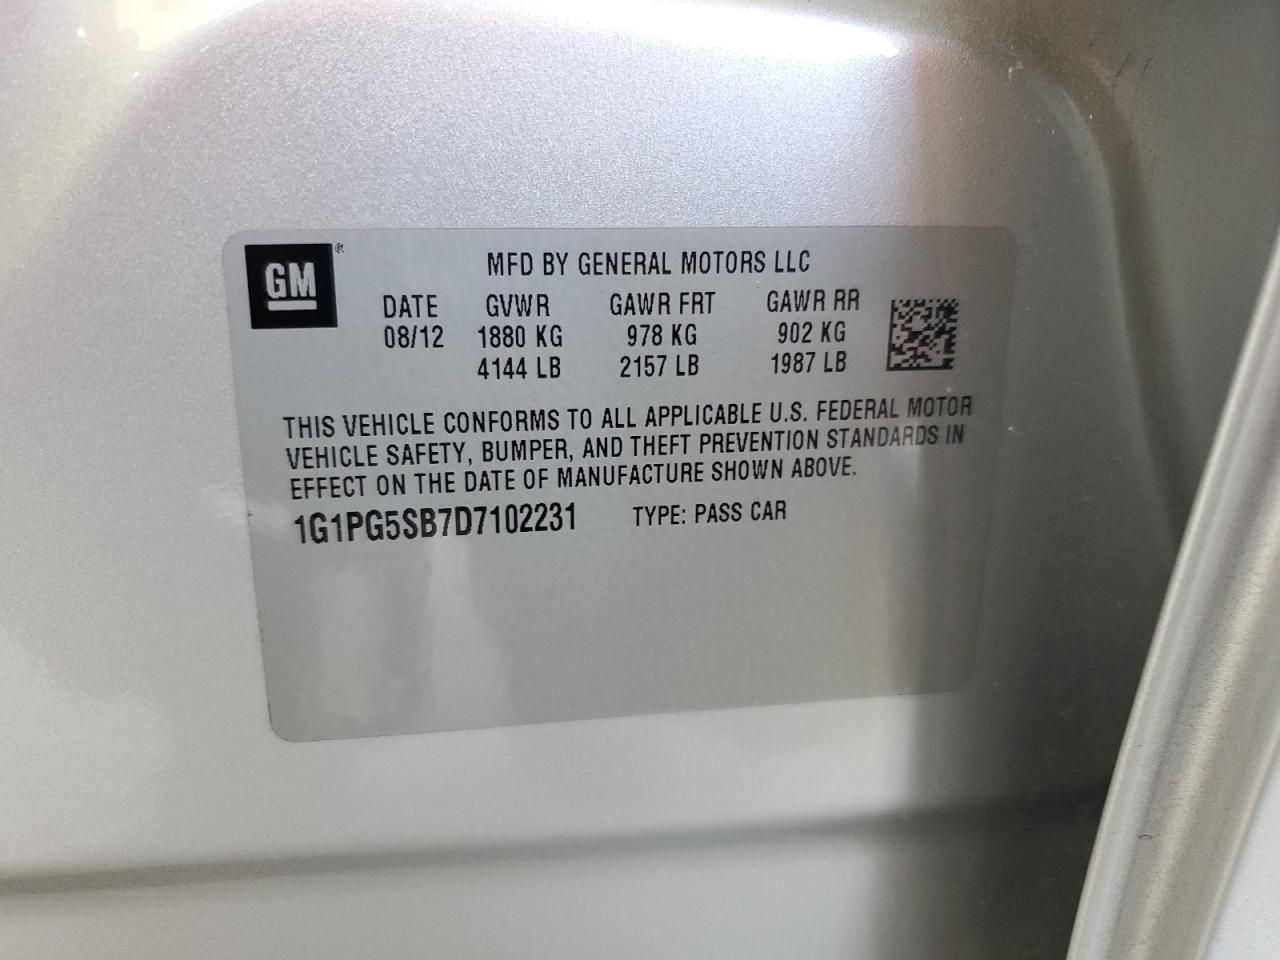 GM®
MFD BY GENERAL MOTORS LLC
DATE GVWR GAWR FRT GAWR RR
08/12 1880 KG 978 KG 902 KG
4144 LB 2157 LB 1987 LB
THIS VEHICLE CONFORMS TO ALL APPLICABLE U.S. FEDERAL MOTOR
VEHICLE SAFETY, BUMPER, AND THEFT PREVENTION STANDARDS IN
EFFECT ON THE DATE OF MANUFACTURE SHOWN ABOVE.
1G1PG5SB7D7102231 TYPE: PASS CAR